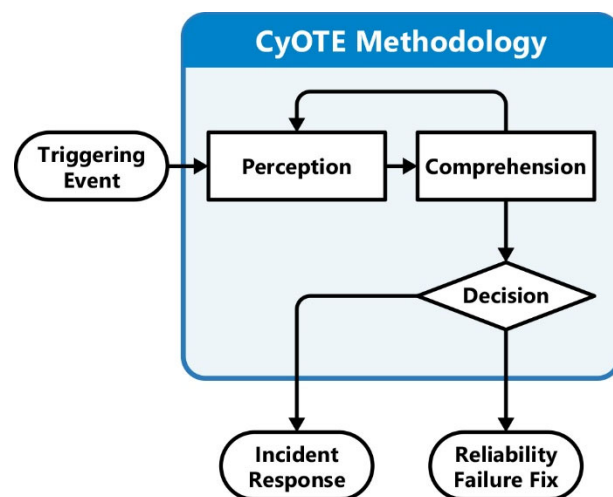 CyOTE Methodology
Triggering
Event
Perception
Comprehension
Decision
Incident
Response
Reliability
Failure Fix